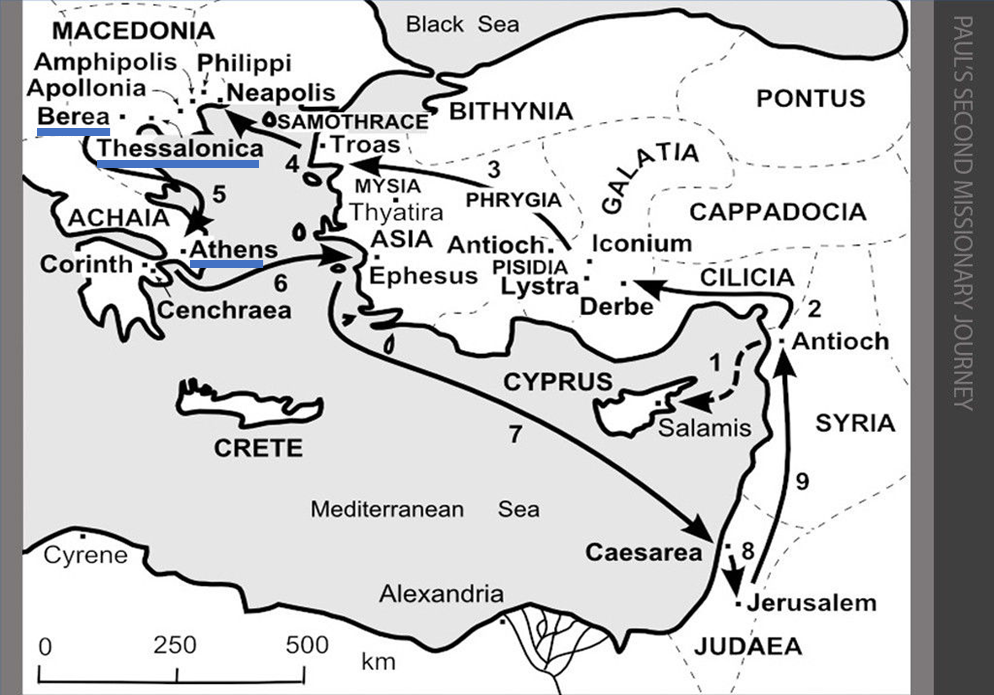 Black Sea
MACEDONIA
Amphipolis
Philippi
Apollonia
Neapolis
Berea
SAMOTHRACE
BITHYNIA
PONTUS
Thessalonica
Troas
4
3
GALATIA
MYSIA
PHRYGIA
5
Thyatira
CAPPADOCIA
ACHAIA
ASIA
Antioch
Iconium
Athens
Corinth
Ephesus
PISIDIA
Lystra
CILICIA
6
Derbe
2
Cenchraea
Antioch
1
CYPRUS
Salamis
SYRIA
CRETE
7
9
Mediterranean Sea
Cyrene
Caesarea
8
Alexandria
Jerusalem
JUDAEA
0 250 500
km
PAUL'S SECOND MISSIONARY JOURNEY